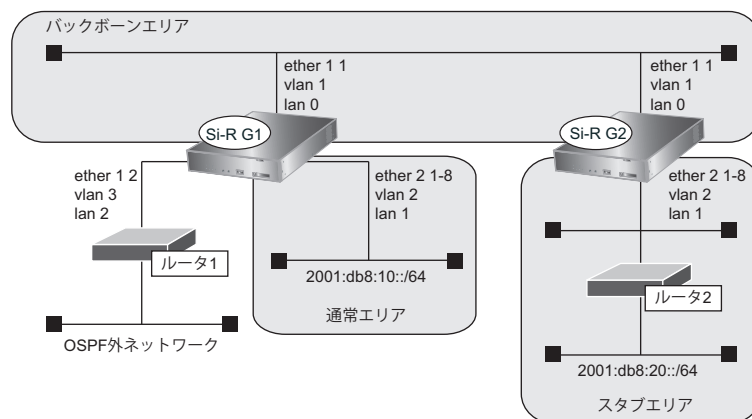 バックボーンエリア
ether 1 1
vlan 1
lan 0
ether 1 1
vlan 1
lan 0
Si-R G1
Si-R G2
ether 1 2
vlan 3
lan 2
ether 2 1-8
vlan 2
lan 1
ether 2 1-8
vlan 2
lan 1
ルータ1
2001:db8:10::/64
通常エリア
ルータ2
OSPF外ネットワーク
2001:db8:20::/64
スタブエリア